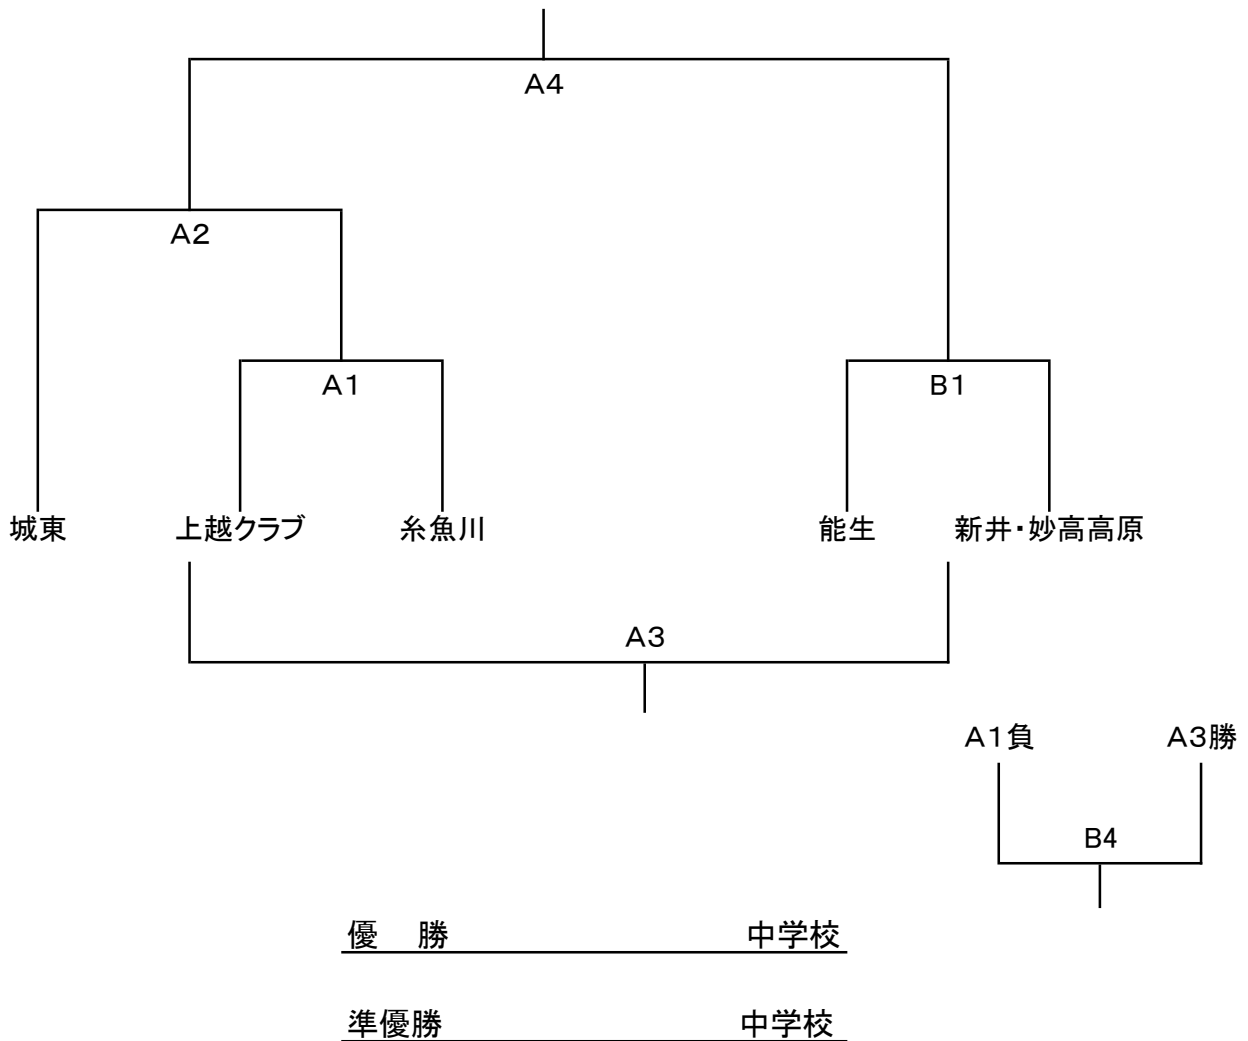 A4
A2
A1
B1
城東 上越クラブ 糸魚川 能生 新井・妙高高原
A3
A1負 A3勝
B4
優 勝 中学校
準優勝 中学校